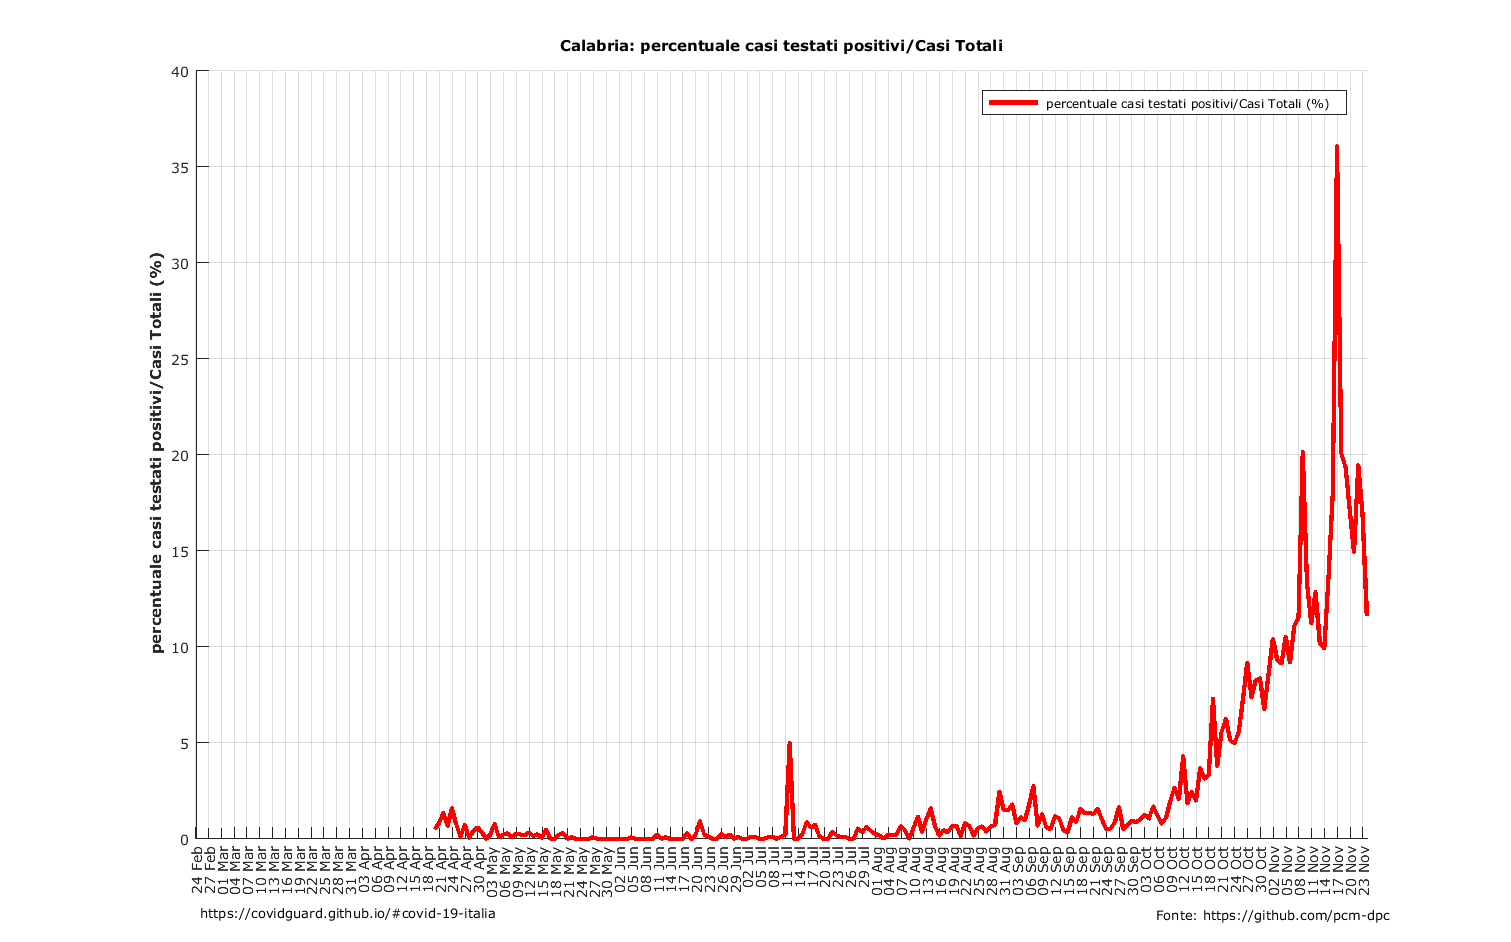 Calabria: percentuale casi testati positivi/Casi Totali
percentuale casi testati positivi/Casi Totali (%)
percentuale casi testati positivi/Casi Totali (%)
40
35
30
25
20
15
10
5
0
24 Feb
27 Feb
01 Mar
04 Mar
07 Mar
10 Mar
13 Mar
16 Mar
19 Mar
22 Mar
25 Mar
28 Mar
31 Mar
03 Apr
06 Apr
09 Apr
12 Apr
15 Apr
18 Apr
21 Apr
24 Apr
27 Apr
30 Apr
03 May
06 May
09 May
12 May
15 May
18 May
21 May
24 May
27 May
30 May
02 Jun
05 Jun
08 Jun
11 Jun
14 Jun
17 Jun
20 Jun
23 Jun
26 Jun
29 Jun
02 Jul
05 Jul
08 Jul
11 Jul
14 Jul
17 Jul
20 Jul
23 Jul
26 Jul
29 Jul
01 Aug
04 Aug
07 Aug
10 Aug
13 Aug
16 Aug
19 Aug
22 Aug
25 Aug
28 Aug
31 Aug
03 Sep
06 Sep
09 Sep
12 Sep
15 Sep
18 Sep
21 Sep
24 Sep
27 Sep
30 Sep
03 Oct
06 Oct
09 Oct
12 Oct
15 Oct
18 Oct
21 Oct
24 Oct
27 Oct
30 Oct
02 Nov
05 Nov
08 Nov
11 Nov
14 Nov
17 Nov
20 Nov
23 Nov
https://covidguard.github.io/#covid-19-italia
Fonte: https://github.com/pcm-dpc